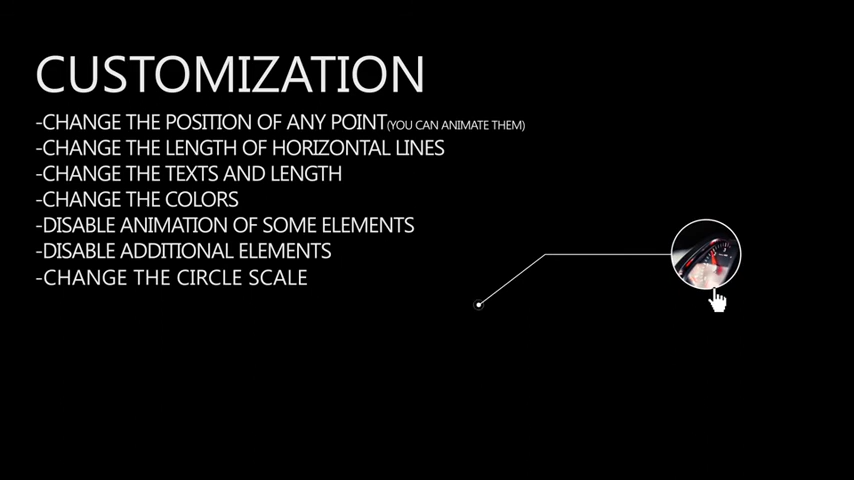 CUSTOMIZATION
-CHANGE THE POSITION OF ANY POINT(YOU CAN ANIMATE THEM)
-CHANGE THE LENGTH OF HORIZONTAL LINES
-CHANGE THE TEXTS AND LENGTH
-CHANGE THE COLORS
-DISABLE ANIMATION OF SOME ELEMENTS
-DISABLE ADDITIONAL ELEMENTS
-CHANGE THE CIRCLE SCALE